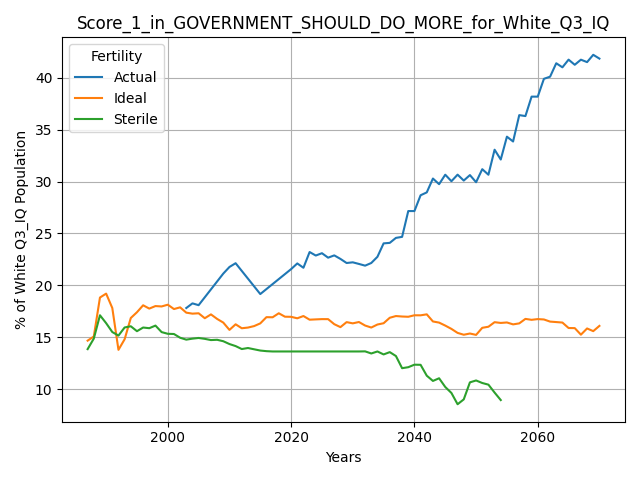 Score_1_in_GOVERNMENT_SHOULD_DO_MORE_for_White_Q3_IQ
Fertility
Actual
Ideal
Sterile
% of White Q3_IQ Population
40
35
30
25
20
15
10
2000
2020
2040
2060
Years